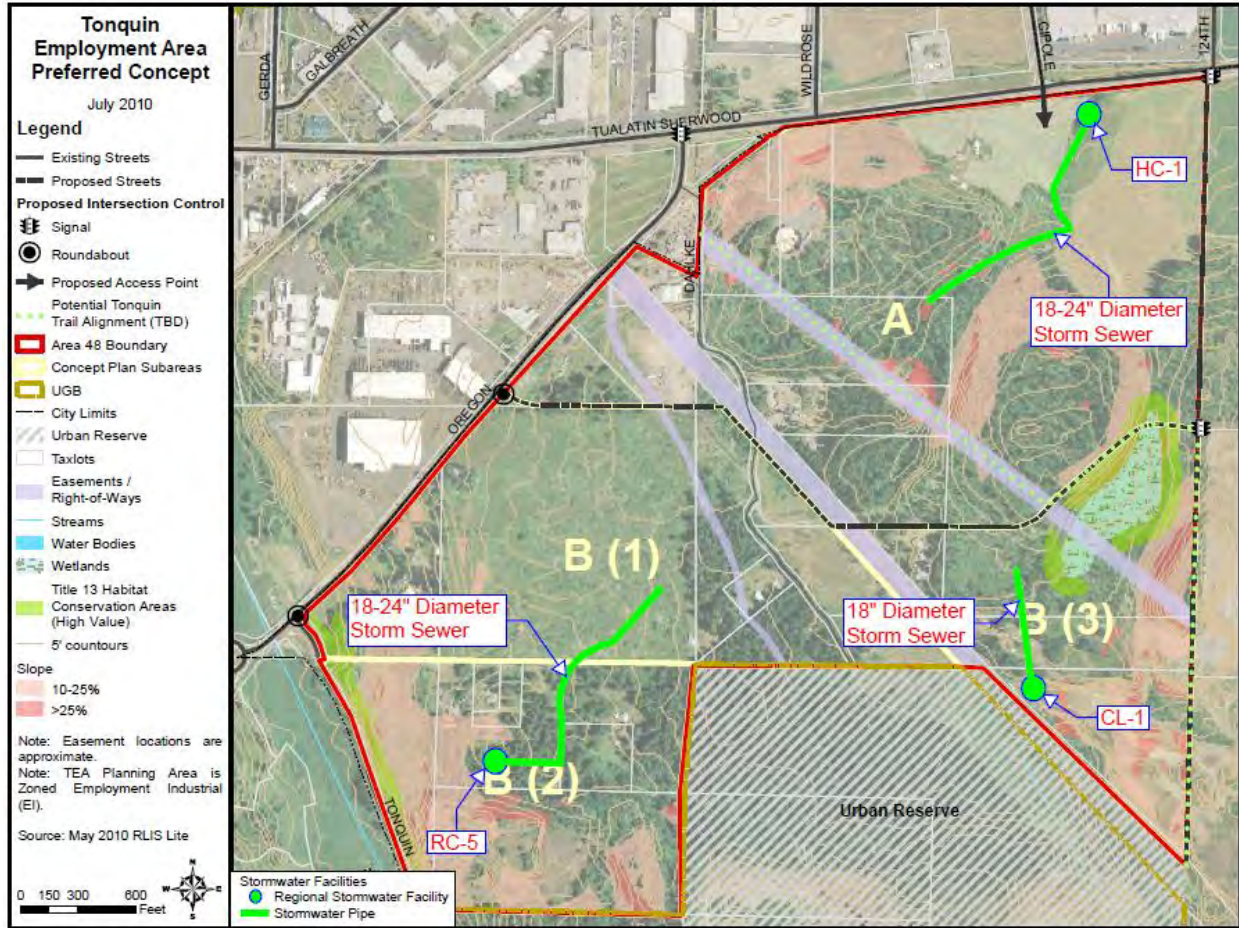 Tonquin
Employment Area
Preferred Concept
July 2010
Legend
Existing Streets
Proposed Streets
Proposed Intersection Control
Signal
Roundabout
Proposed Access Point
Potential Tonquin
Trail Alignment (TBD)
Area 48 Boundary
Concept Plan Subareas
UGB
City Limits
Urban Reserve
Taxlots
Easements /
Right-of-Ways
Streams
Water Bodies
Wetlands
Title 13 Habitat
Conservation Areas
(High Value)
5' countours
Slope
10-25%
>25%
Note: Easement locations are
approximate.
Note: TEA Planning Area is
Zoned Employment Industrial
(EI).
Source: May 2010 RLIS Lite
N
W E
S
0 150 300 600
Feet
GERDA
GALBREATH
WILDROSE
CIPOLE
124TH
TUALATIN SHERWOOD
HC-1
DAHLKE
18-24" Diameter
Storm Sewer
A
OREGON
B (1)
18-24" Diameter
Storm Sewer
18" Diameter
Storm Sewer
B (3)
CL-1
B (2)
RC-5
TONQUIN
Urban Reserve
Stormwater Facilities
Regional Stormwater Facility
Stormwater Pipe